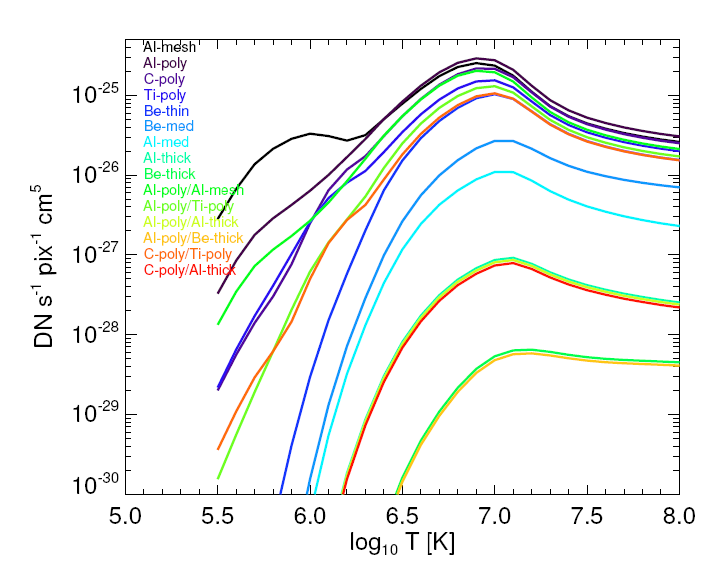 Al-mesh
Al-poly
C-poly
Ti-poly
Be-thin
Be-med
Al-med
Al-thick
Be-thick
Al-poly/Al-mesh
Al-poly/Ti-poly
Al-poly/Al-thick
Al-poly/Be-thick
C-poly/Ti-poly
C-poly/Al-thick
10⁻²⁵
10⁻²⁶
10⁻²⁷
10⁻²⁸
10⁻²⁹
10⁻³⁰
DN s⁻¹ pix⁻¹ cm⁵
5.0 5.5 6.0 6.5 7.0 7.5 8.0
log₁₀ T [K]